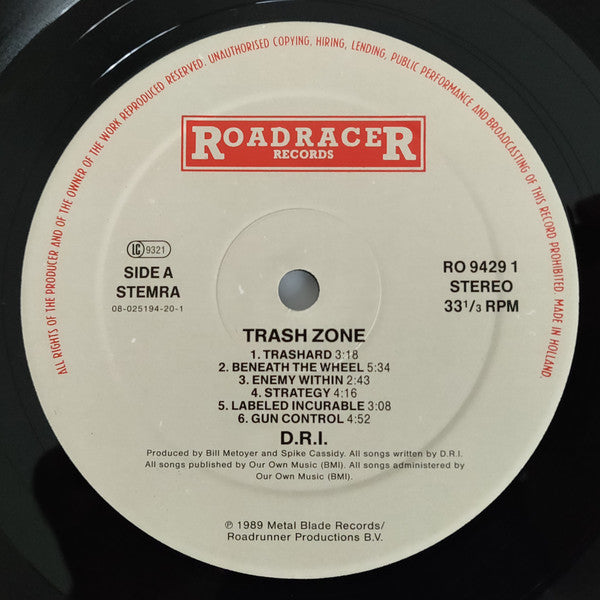 ALL RIGHTS OF THE PRODUCER AND OF THE OWNER OF THE WORK REPRODUCED RESERVED. UNAUTHORISED COPYING, HIRING, LENDING, PUBLIC PERFORMANCE AND BROADCASTING OF THIS RECORD PROHIBITED. MADE IN HOLLAND.
ROADRACER
RECORDS
LC 9321
SIDE A
STEMRA
08-025194-20-1
RO 9429 1
STEREO
33 1/3 RPM
TRASH ZONE
1. TRASHARD 3:18
2. BENEATH THE WHEEL 5:34
3. ENEMY WITHIN 2:43
4. STRATEGY 4:16
5. LABELED INCURABLE 3:08
6. GUN CONTROL 4:52
D.R.I.
Produced by Bill Metoyer and Spike Cassidy. All songs written by D.R.I.
All songs published by Our Own Music (BMI). All songs administered by
Our Own Music (BMI).
℗ 1989 Metal Blade Records/
Roadrunner Productions B.V.